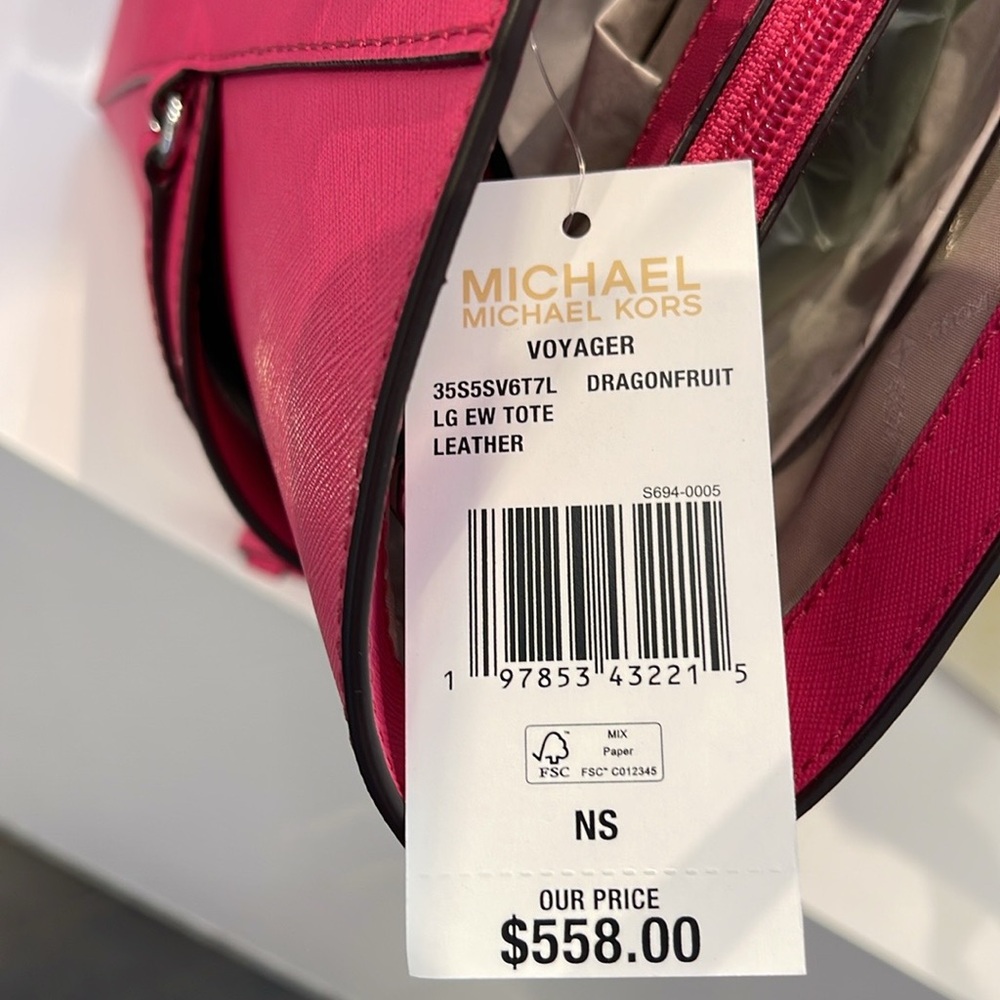 MICHAEL
MICHAEL KORS
VOYAGER
35S5SV6T7L DRAGONFRUIT
LG EW TOTE
LEATHER
S694-0005
1 97853 43221 5
MIX
Paper
FSC™ C012345
FSC
NS
OUR PRICE
$558.00